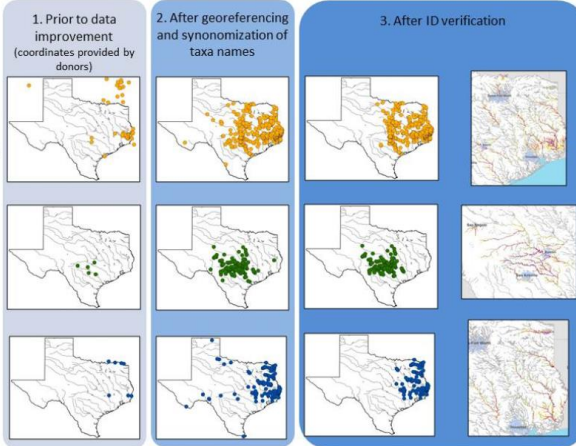 1. Prior to data
improvement
(coordinates provided by
donors)
2. After georeferencing
and synonomization of
taxa names
3. After ID verification